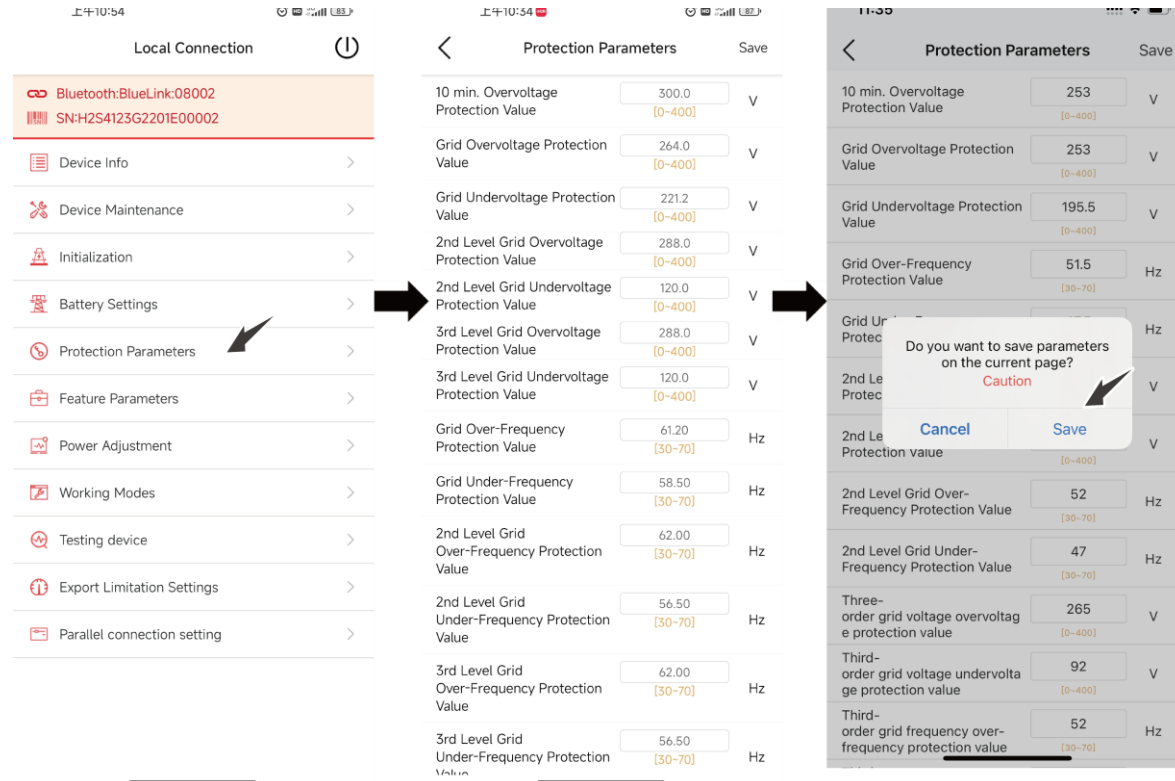 上午10:54
83
Local Connection
Bluetooth:BlueLink:08002
SN:H2S4123G2201E00002
Device Info
Device Maintenance
Initialization
Battery Settings
Protection Parameters
Feature Parameters
Power Adjustment
Working Modes
Testing device
Export Limitation Settings
Parallel connection setting
上午10:34
87
Protection Parameters
Save
10 min. Overvoltage
Protection Value
300.0
[0~400]
V
Grid Overvoltage Protection
Value
264.0
[0~400]
V
Grid Undervoltage Protection
Value
221.2
[0~400]
V
2nd Level Grid Overvoltage
Protection Value
288.0
[0~400]
V
2nd Level Grid Undervoltage
Protection Value
120.0
[0~400]
V
3rd Level Grid Overvoltage
Protection Value
288.0
[0~400]
V
3rd Level Grid Undervoltage
Protection Value
120.0
[0~400]
V
Grid Over-Frequency
Protection Value
61.20
[30~70]
Hz
Grid Under-Frequency
Protection Value
58.50
[30~70]
Hz
2nd Level Grid
Over-Frequency Protection
Value
62.00
[30~70]
Hz
2nd Level Grid
Under-Frequency Protection
Value
56.50
[30~70]
Hz
3rd Level Grid
Over-Frequency Protection
Value
62.00
[30~70]
Hz
3rd Level Grid
Under-Frequency Protection
Value
56.50
[30~70]
Hz
11:35
Protection Parameters
Save
10 min. Overvoltage
Protection Value
253
[0~400]
V
Grid Overvoltage Protection
Value
253
[0~400]
V
Grid Undervoltage Protection
Value
195.5
[0~400]
V
Grid Over-Frequency
Protection Value
51.5
[30~70]
Hz
Grid
Protec
Hz
Do you want to save parameters
on the current page?
Caution
Cancel
Save
2nd Le
Protec
V
2nd Le
Protection Value
[0~400]
V
2nd Level Grid Over-
Frequency Protection Value
52
[30~70]
Hz
2nd Level Grid Under-
Frequency Protection Value
47
[30~70]
Hz
Three-
order grid voltage overvoltag
e protection value
265
[0~400]
V
Third-
order grid voltage undervolta
ge protection value
92
[0~400]
V
Third-
order grid frequency over-
frequency protection value
52
[30~70]
Hz